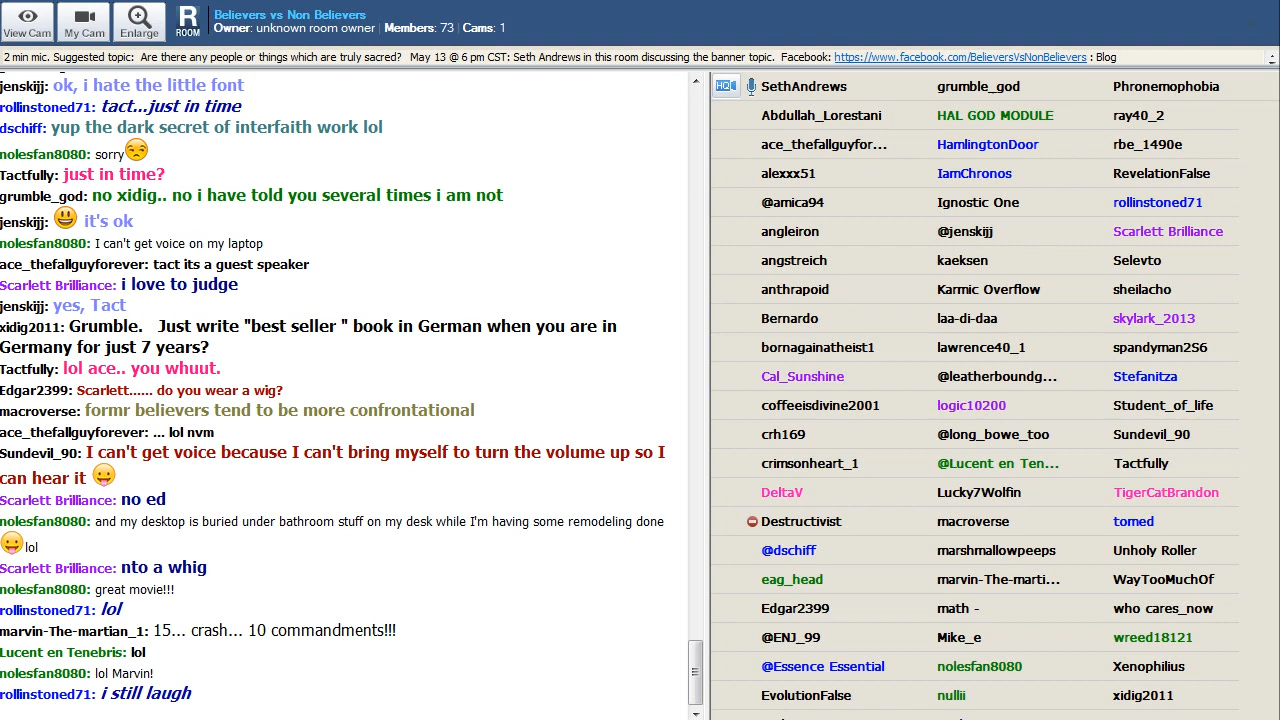 View Cam
My Cam
Enlarge
R
ROOM
Believers vs Non Believers
Owner: unknown room owner | Members: 73 | Cams: 1
2 min mic. Suggested topic: Are there any people or things which are truly sacred? May 13 @ 6 pm CST: Seth Andrews in this room discussing the banner topic. Facebook: https://www.facebook.com/BelieversVsNonBelievers : Blog
jenskijj: ok, i hate the little font
rollinstoned71: tact...just in time
dschiff: yup the dark secret of interfaith work lol
nolesfan8080: sorry
Tactfully: just in time?
grumble_god: no xidig.. no i have told you several times i am not
jenskijj: it's ok
nolesfan8080: I can't get voice on my laptop
ace_thefallguyforever: tact its a guest speaker
Scarlett Brilliance: i love to judge
jenskijj: yes, Tact
xidig2011: Grumble. Just write "best seller " book in German when you are in
Germany for just 7 years?
Tactfully: lol ace.. you whuut.
Edgar2399: Scarlett...... do you wear a wig?
macroverse: formr believers tend to be more confrontational
ace_thefallguyforever: ... lol nvm
Sundevil_90: I can't get voice because I can't bring myself to turn the volume up so I
can hear it
Scarlett Brilliance: no ed
nolesfan8080: and my desktop is buried under bathroom stuff on my desk while I'm having some remodeling done
lol
Scarlett Brilliance: nto a whig
nolesfan8080: great movie!!!
rollinstoned71: lol
marvin-The-martian_1: 15... crash... 10 commandments!!!
Lucent en Tenebris: lol
nolesfan8080: lol Marvin!
rollinstoned71: i still laugh
HQ
SethAndrews grumble_god Phronemophobia
Abdullah_Lorestani HAL GOD MODULE ray40_2
ace_thefallguyfor... HamlingtonDoor rbe_1490e
alexxx51 IamChronos RevelationFalse
@amica94 Ignostic One rollinstoned71
angleiron @jenskijj Scarlett Brilliance
angstreich kaeksen Selevto
anthrapoid Karmic Overflow sheilacho
Bernardo laa-di-daa skylark_2013
bornagainatheist1 lawrence40_1 spandyman2S6
Cal_Sunshine @leatherboundg... Stefanitza
coffeeisdivine2001 logic10200 Student_of_life
crh169 @long_bowe_too Sundevil_90
crimsonheart_1 @Lucent en Ten... Tactfully
DeltaV Lucky7Wolfin TigerCatBrandon
Destructivist macroverse tomed
@dschiff marshmallowpeeps Unholy Roller
eag_head marvin-The-marti... WayTooMuchOf
Edgar2399 math - who cares_now
@ENJ_99 Mike_e wreed18121
@Essence Essential nolesfan8080 Xenophilius
EvolutionFalse nullii xidig2011